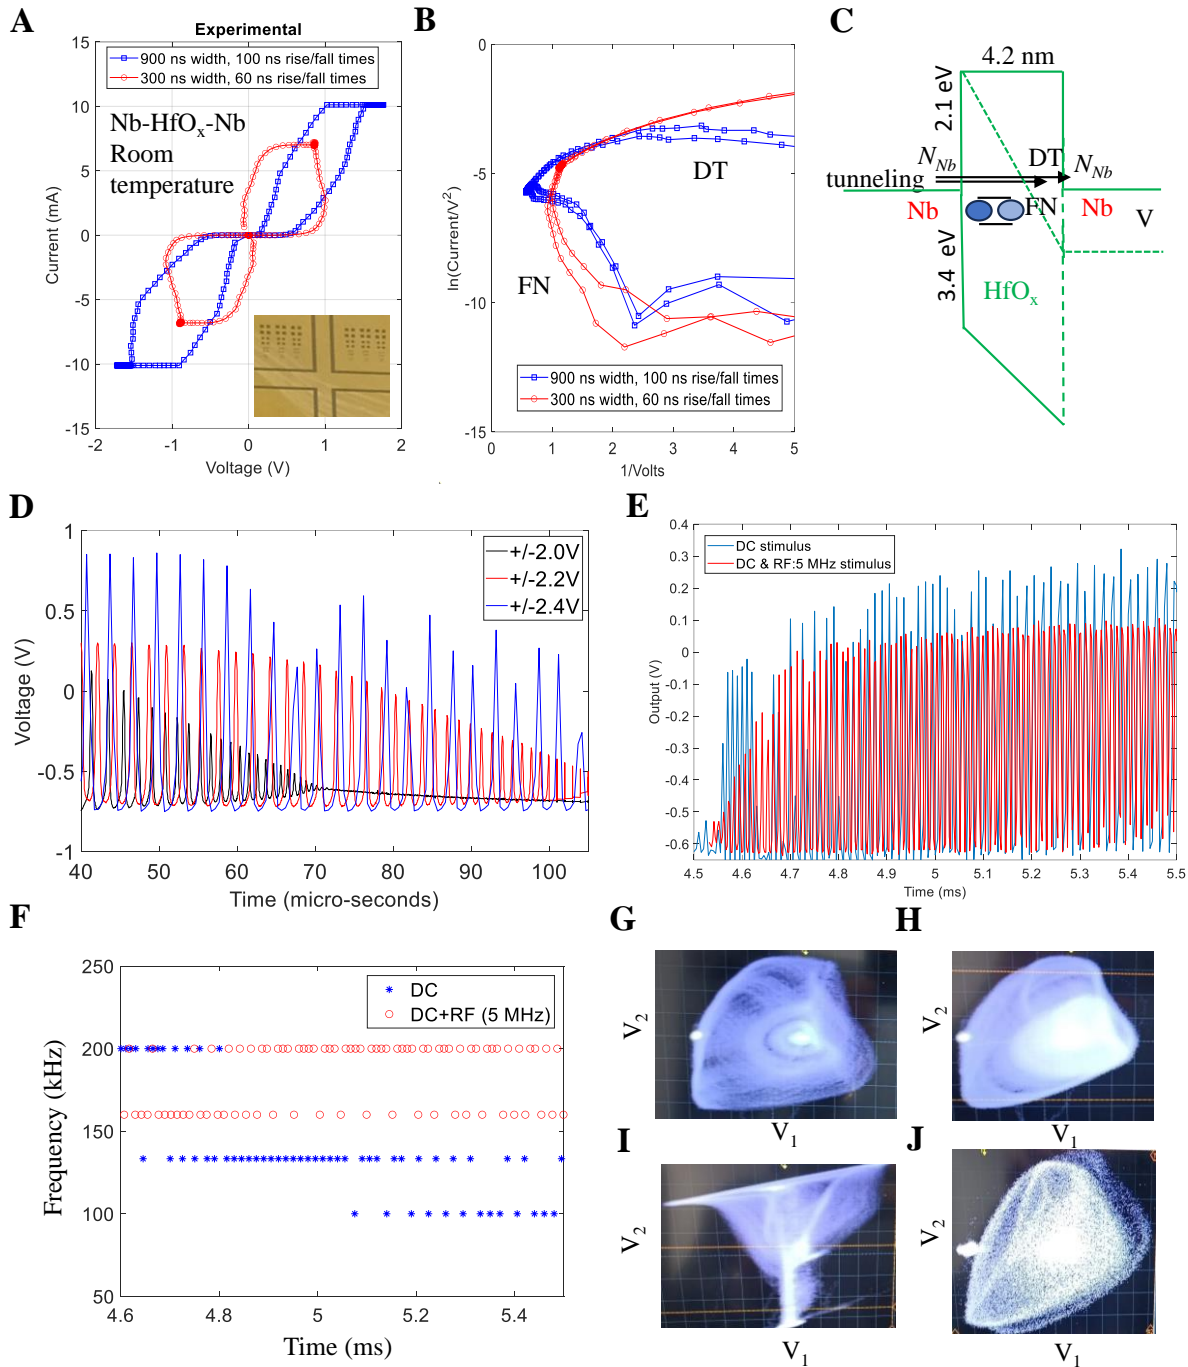 A
Experimental
900 ns width, 100 ns rise/fall times
300 ns width, 60 ns rise/fall times
Nb-HfOₓ-Nb
Room
temperature
15
10
5
0
-5
-10
-15
Current (mA)
-2
-1
0
1
2
Voltage (V)
B
0
-5
-10
-15
ln(Current/V²)
DT
FN
900 ns width, 100 ns rise/fall times
300 ns width, 60 ns rise/fall times
0
1
2
3
4
5
1/Volts
C
4.2 nm
2.1 eV
N_Nb
DT
N_Nb
tunneling
Nb
FN
Nb
V
3.4 eV
HfOₓ
D
1
0.5
0
-0.5
-1
Voltage (V)
+/-2.0V
+/-2.2V
+/-2.4V
40
50
60
70
80
90
100
Time (micro-seconds)
E
0.4
0.3
0.2
0.1
0
-0.1
-0.2
-0.3
-0.4
-0.5
-0.6
Output (V)
DC stimulus
DC & RF:5 MHz stimulus
4.5
4.6
4.7
4.8
4.9
5
5.1
5.2
5.3
5.4
5.5
Time (ms)
F
250
200
150
100
50
Frequency (kHz)
DC
DC+RF (5 MHz)
4.6
4.8
5
5.2
5.4
Time (ms)
G
V₂
V₁
H
V₂
V₁
I
V₂
V₁
J
V₂
V₁